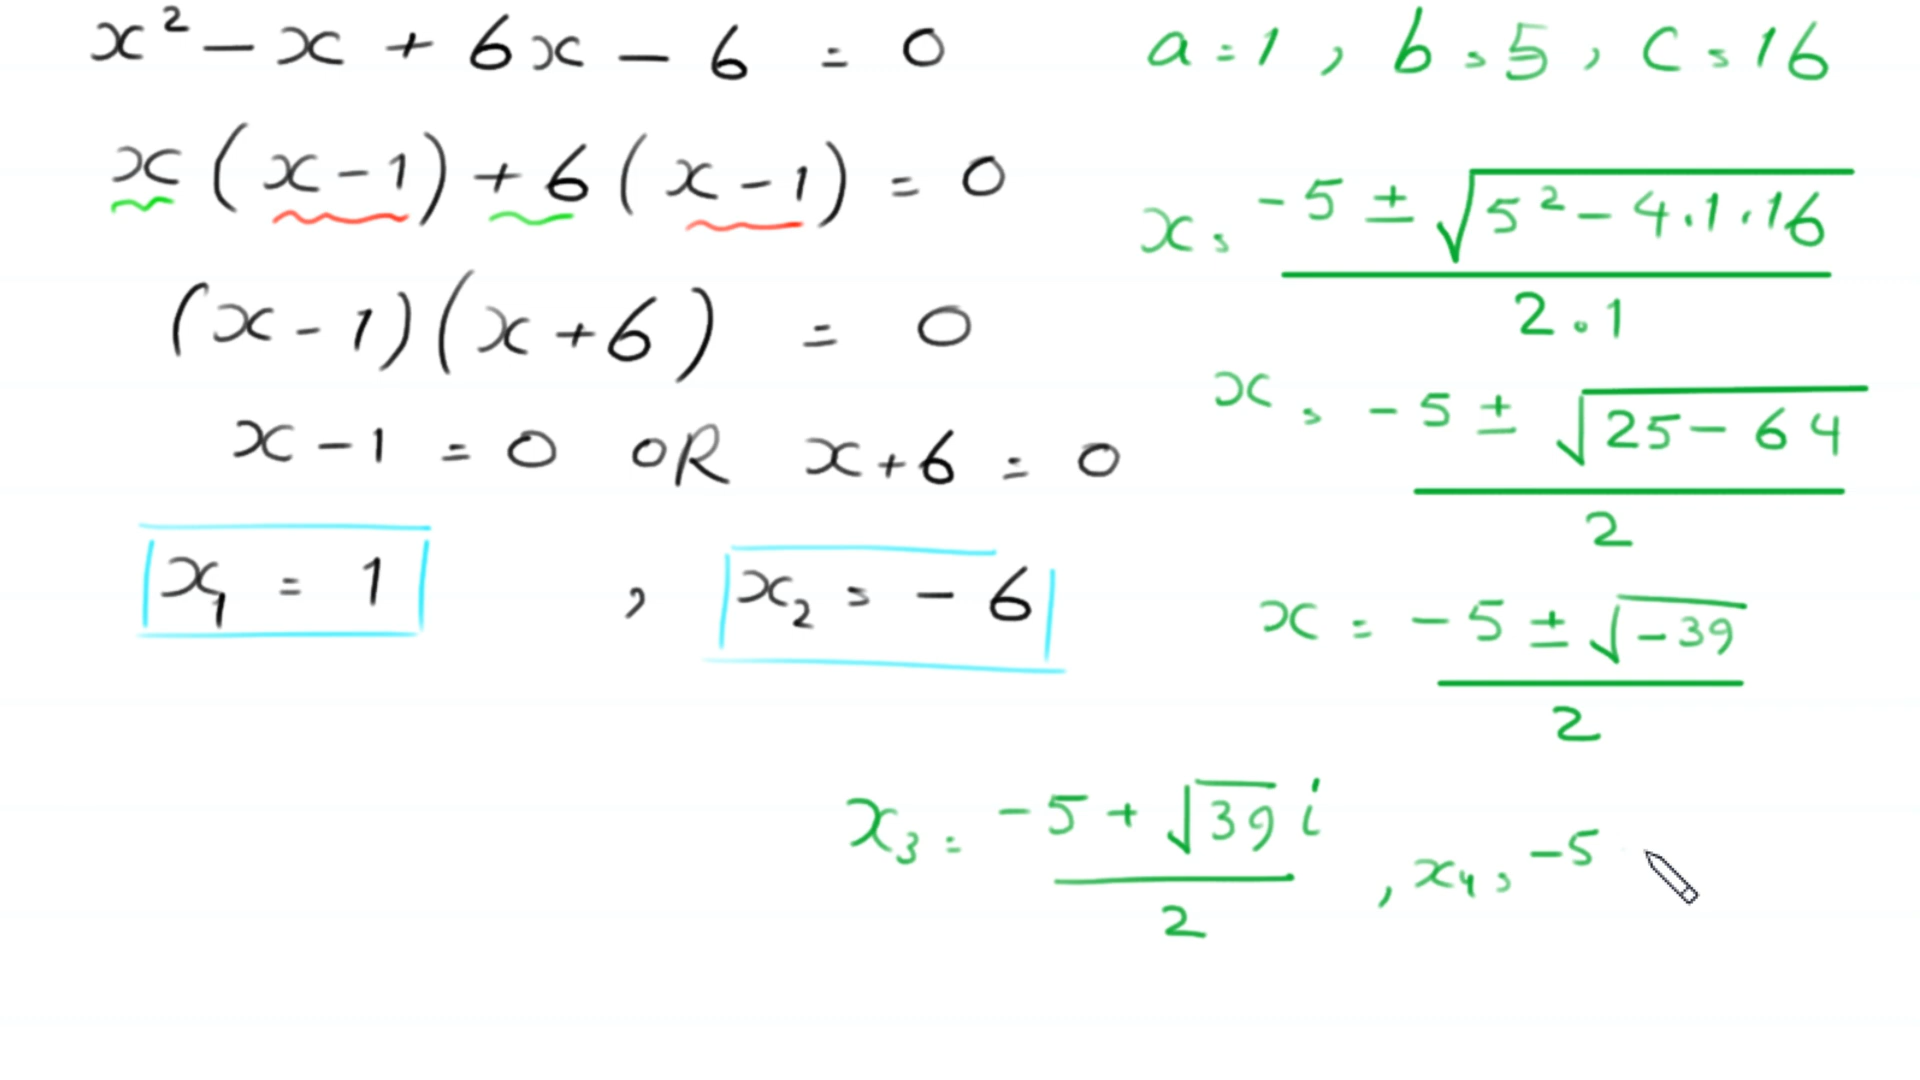 x² - x + 6x - 6 = 0
x(x-1) + 6(x-1) = 0
(x-1)(x+6) = 0
x-1 = 0 OR x+6 = 0
x₁ = 1 , x₂ = -6
a = 1 , b = 5 , c = 16
x = (-5 ± √(5² - 4.1.16)) / 2.1
x = (-5 ± √(25 - 64)) / 2
x = (-5 ± √(-39)) / 2
x₃ = (-5 + √39 i) / 2 , x₄ = -5